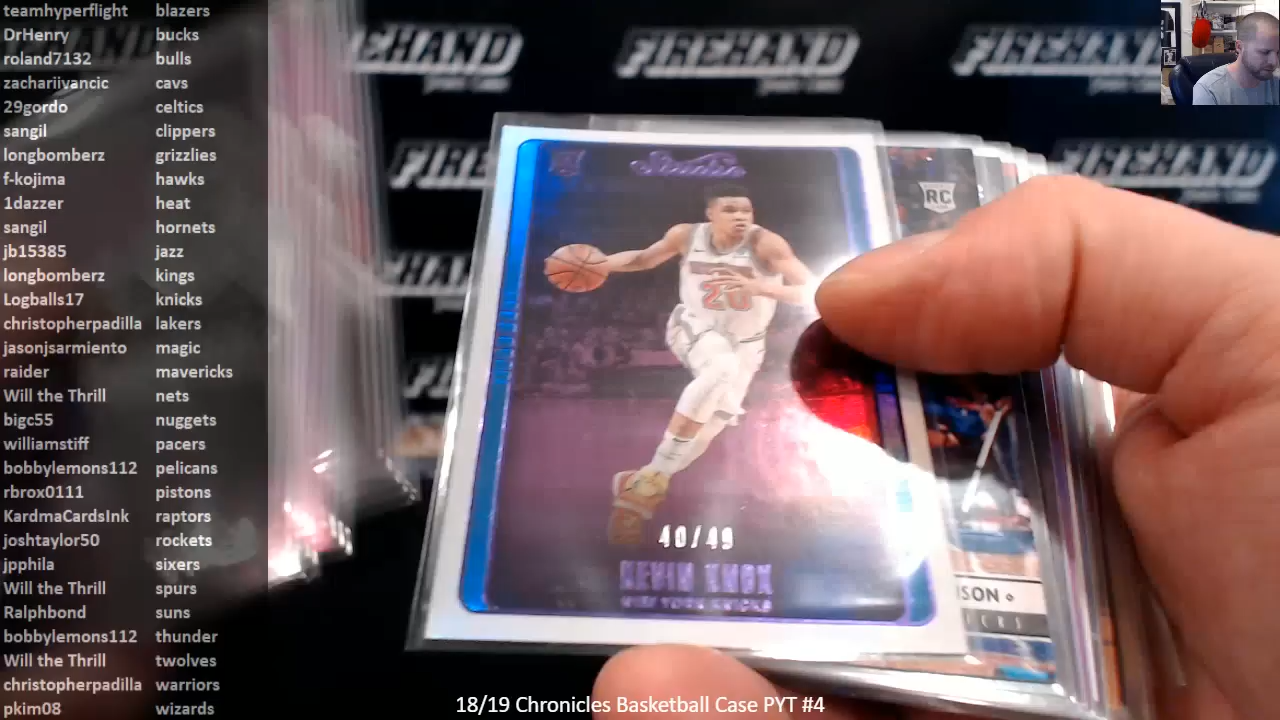 teamhyperflight blazers
DrHenry bucks
roland7132 bulls
zachariivancic cavs
29gordo celtics
sangil clippers
longbomberz grizzlies
f-kojima hawks
1dazzer heat
sangil hornets
jb15385 jazz
longbomberz kings
Logballs17 knicks
christopherpadilla lakers
jasonjsarmiento magic
raider mavericks
Will the Thrill nets
bigc55 nuggets
williamstiff pacers
bobbylemons112 pelicans
rbrox0111 pistons
KardmaCardsInk raptors
joshtaylor50 rockets
jpphila sixers
Will the Thrill spurs
Ralphbond suns
bobbylemons112 thunder
Will the Thrill twolves
christopherpadilla warriors
pkim08 wizards
FIREHAND
FIREHAND
Studio
RC
20
40/49
KEVIN KNOX
NEW YORK KNICKS
ISON
18/19 Chronicles Basketball Case PYT #4